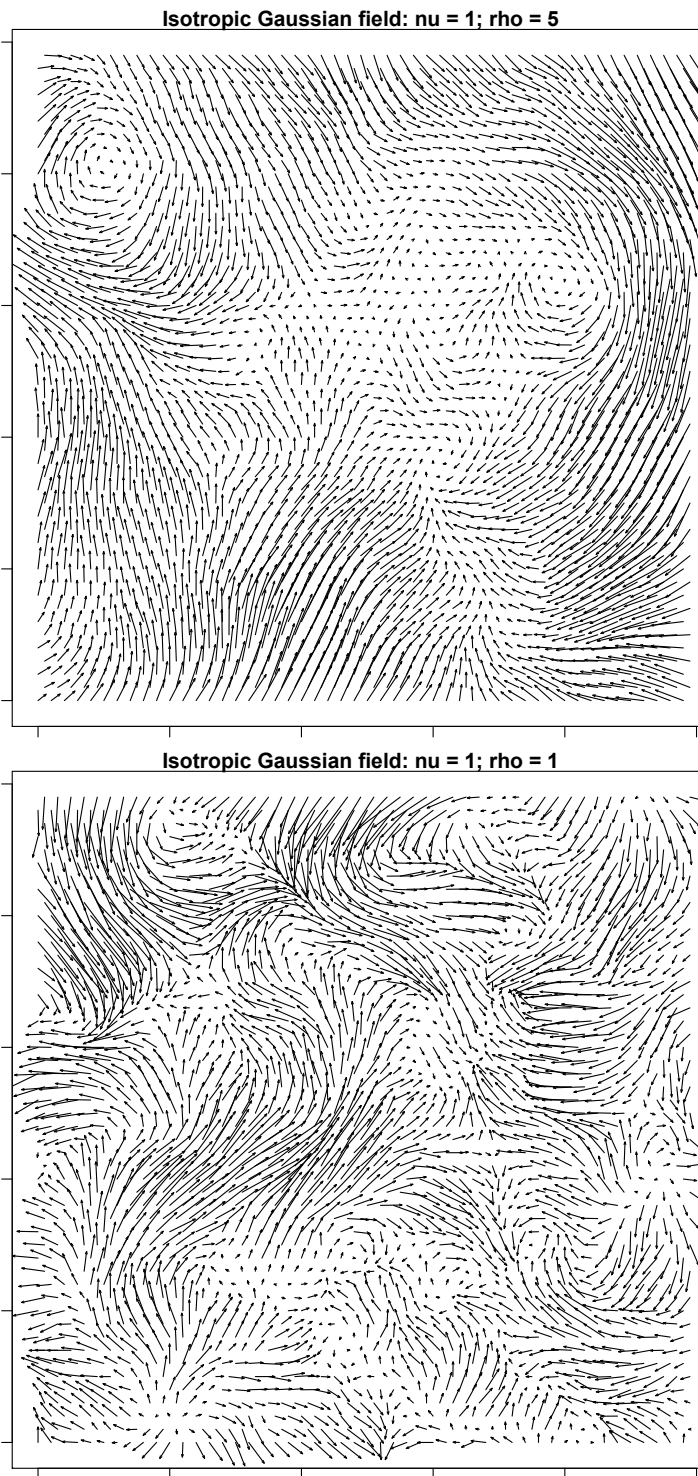 Isotropic Gaussian field: nu = 1; rho = 5
Isotropic Gaussian field: nu = 1; rho = 1